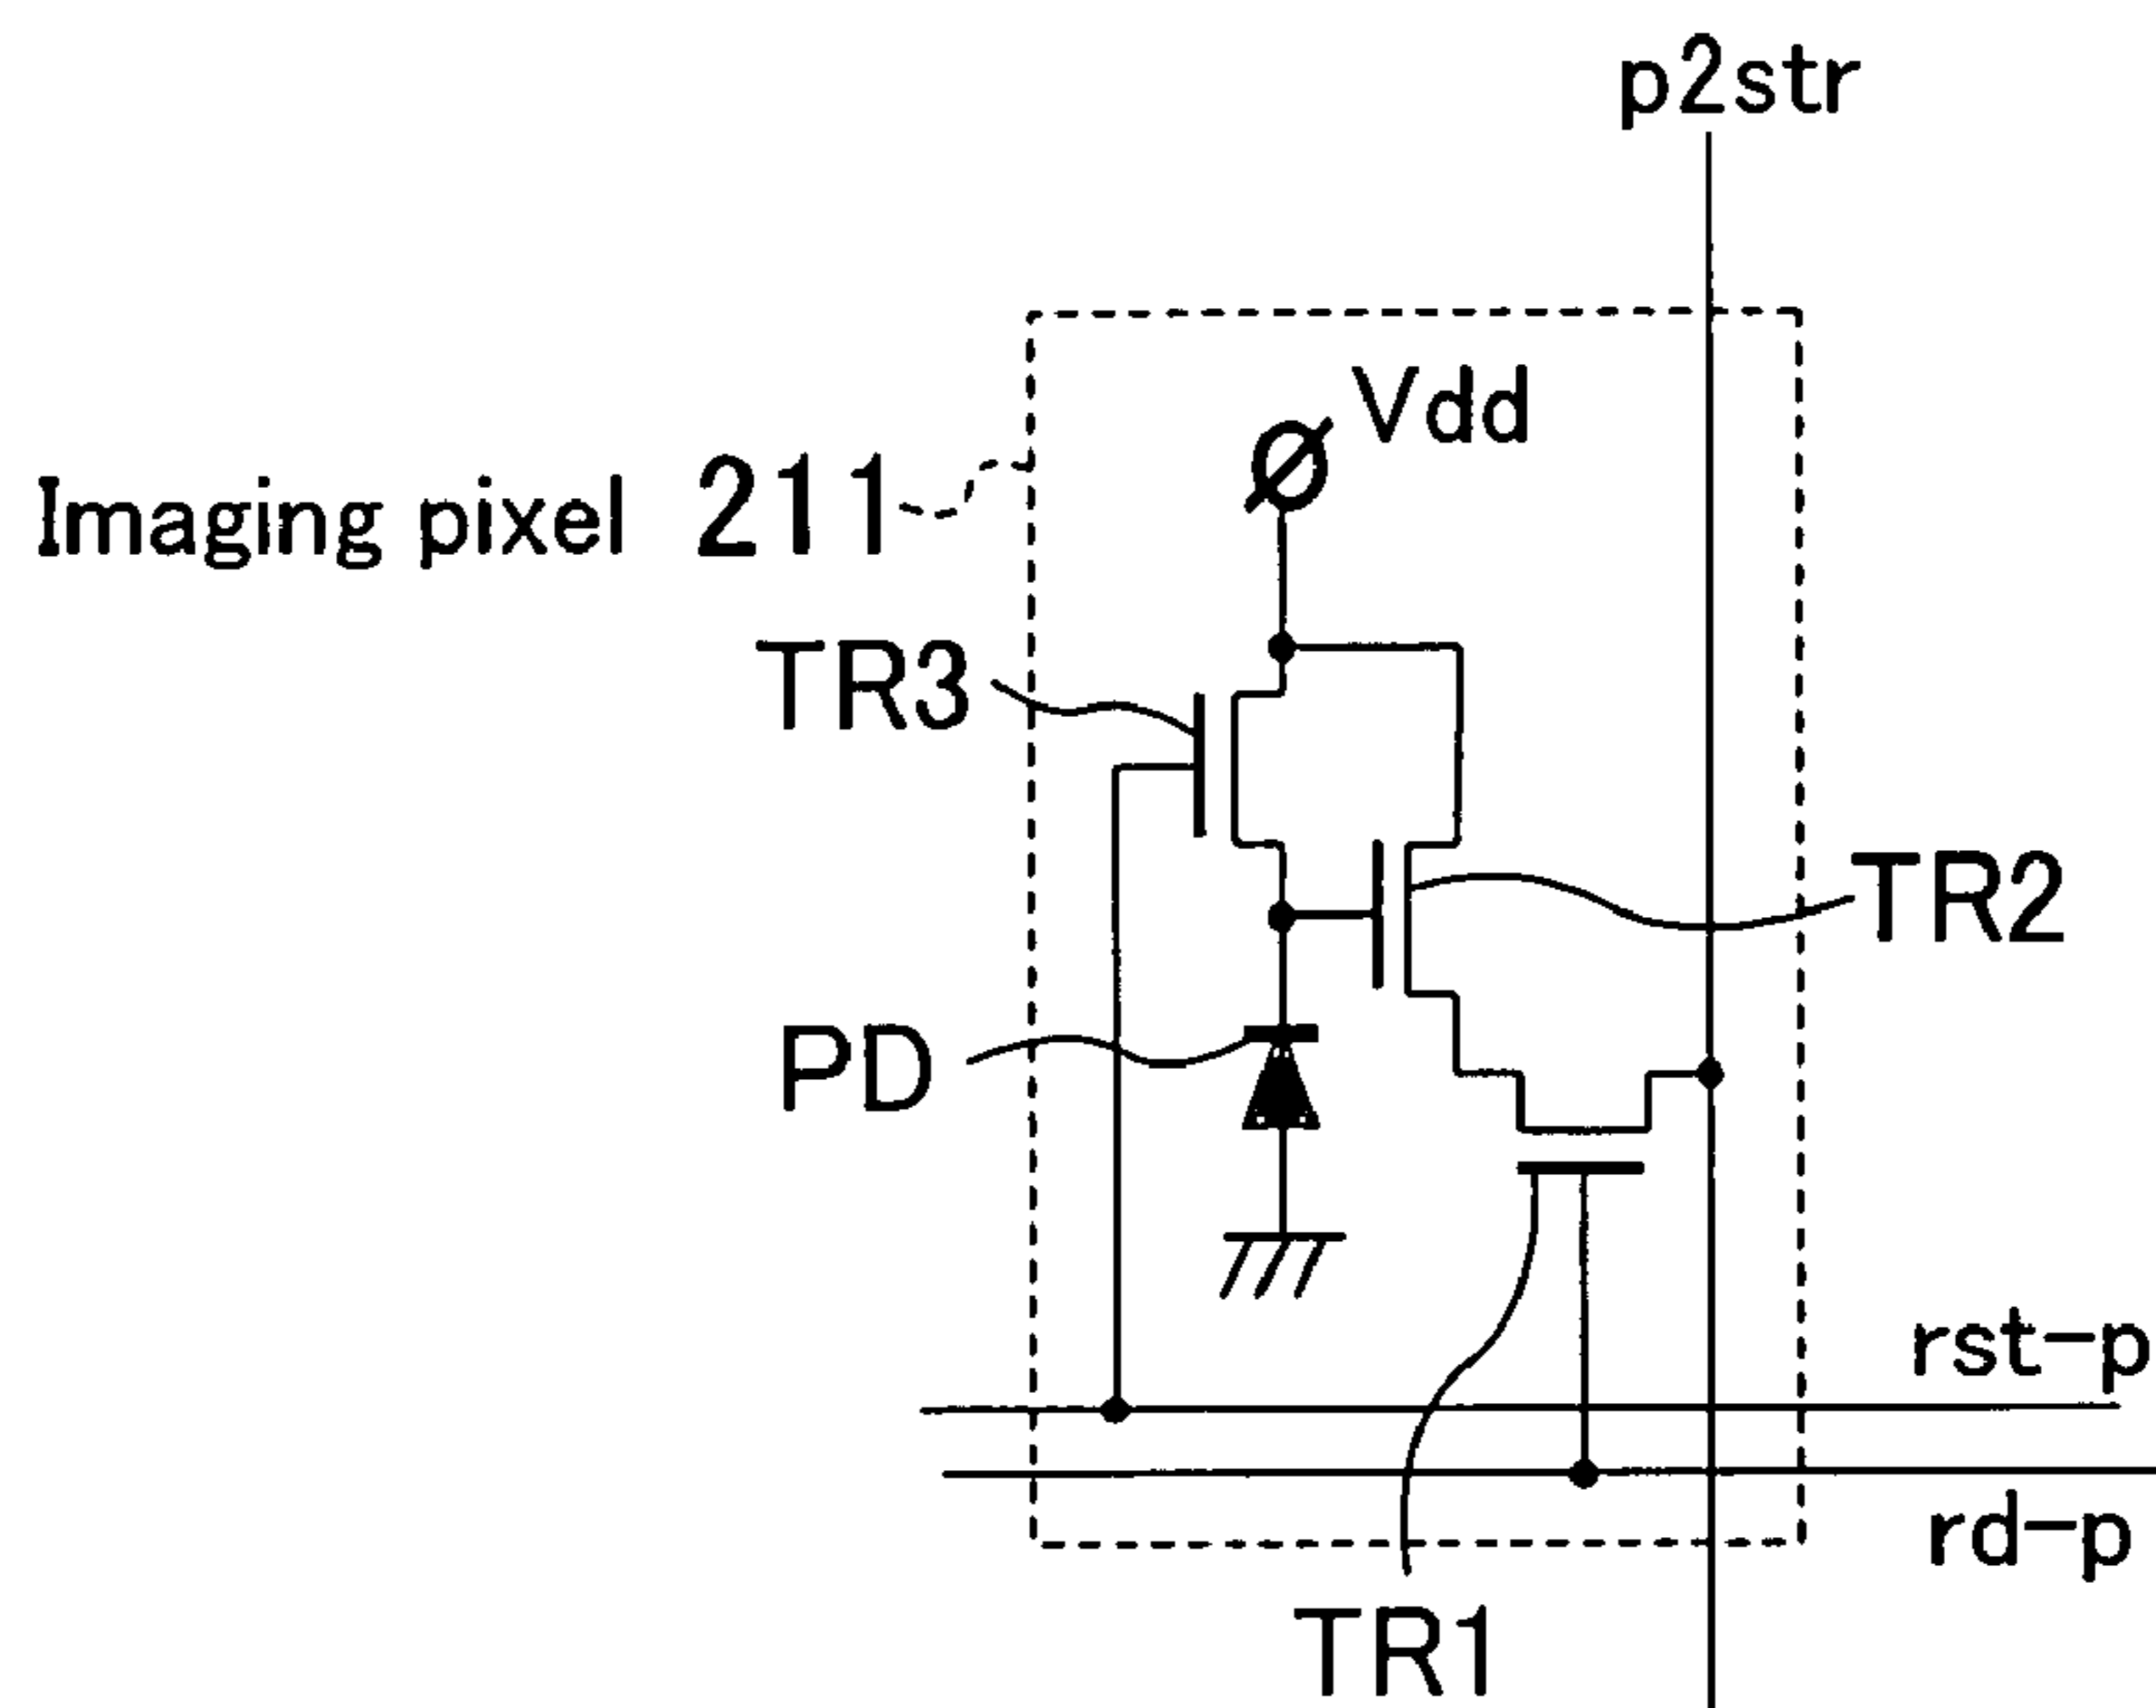 p2str
Vdd
Imaging pixel 211
TR3
TR2
PD
rst-p
rd-p
TR1